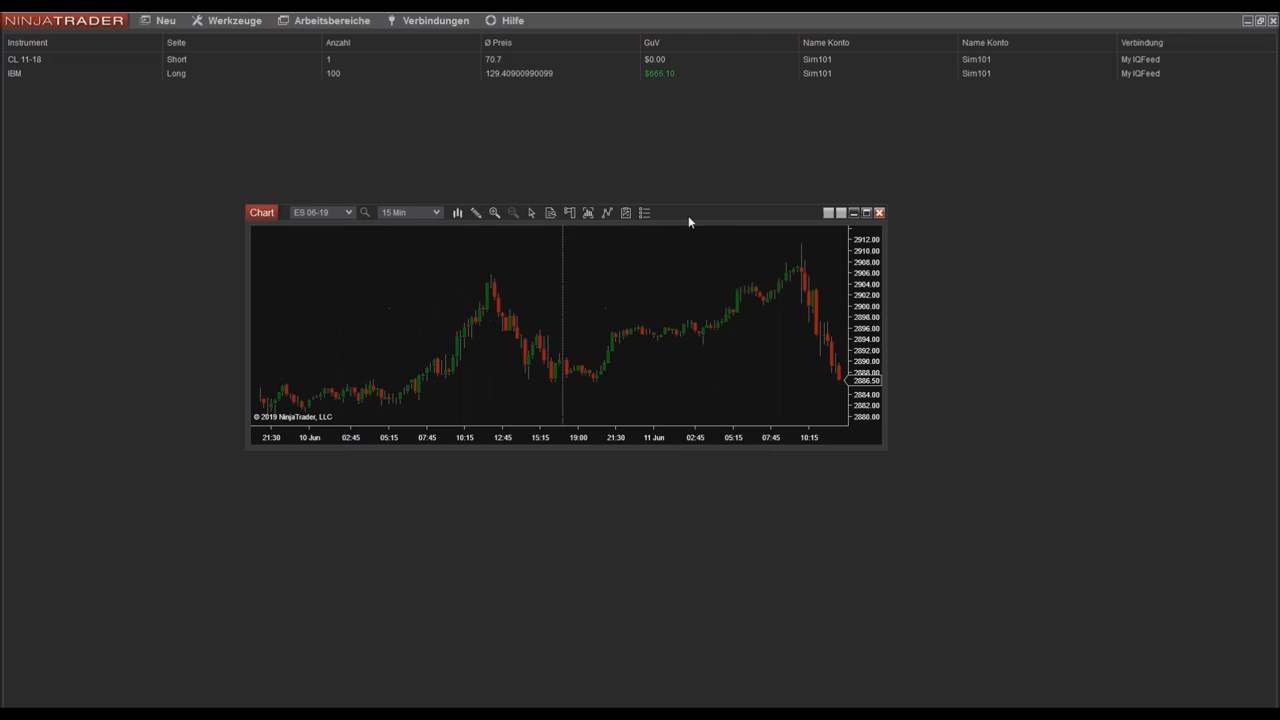 NINJATRADER Neu Werkzeuge Arbeitsbereiche Verbindungen Hilfe
Instrument Seite Anzahl Ø Preis GuV Name Konto Name Konto Verbindung
CL 11-18 Short 1 70.7 $0.00 Sim101 Sim101 My IQFeed
IBM Long 100 129.40900990099 $666.10 Sim101 Sim101 My IQFeed
Chart ES 06-19 15 Min
2912.00
2910.00
2908.00
2906.00
2904.00
2902.00
2900.00
2898.00
2896.00
2894.00
2892.00
2890.00
2888.00
2886.50
2884.00
2882.00
2880.00
© 2019 NinjaTrader, LLC
21:30 10 Jun 02:45 05:15 07:45 10:15 12:45 15:15 19:00 21:30 11 Jun 02:45 05:15 07:45 10:15